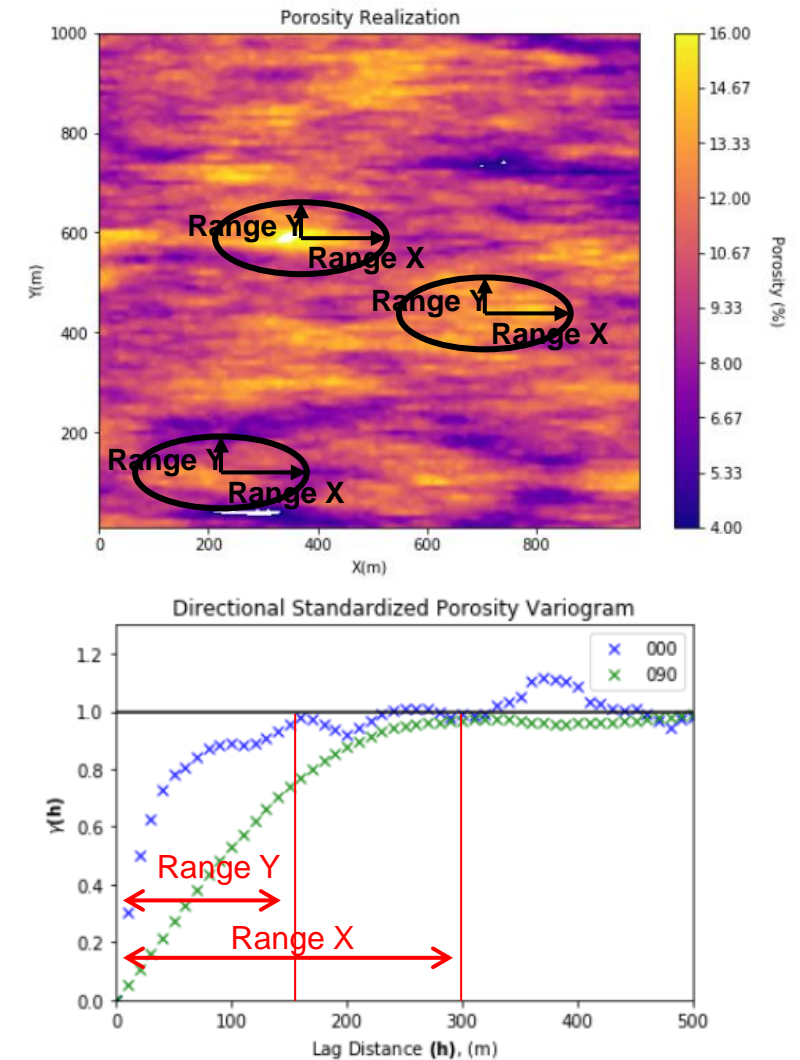 Porosity Realization
1000
800
600
400
200
Y(m)
0
200
400
600
800
X(m)
Range Y
Range X
Range Y
Range X
Range Y
Range X
16.00
14.67
13.33
12.00
10.67
9.33
8.00
6.67
5.33
4.00
Porosity (%)
Directional Standardized Porosity Variogram
1.2
1.0
0.8
0.6
0.4
0.2
0.0
γ(h)
000
090
Range Y
Range X
0
100
200
300
400
500
Lag Distance (h), (m)